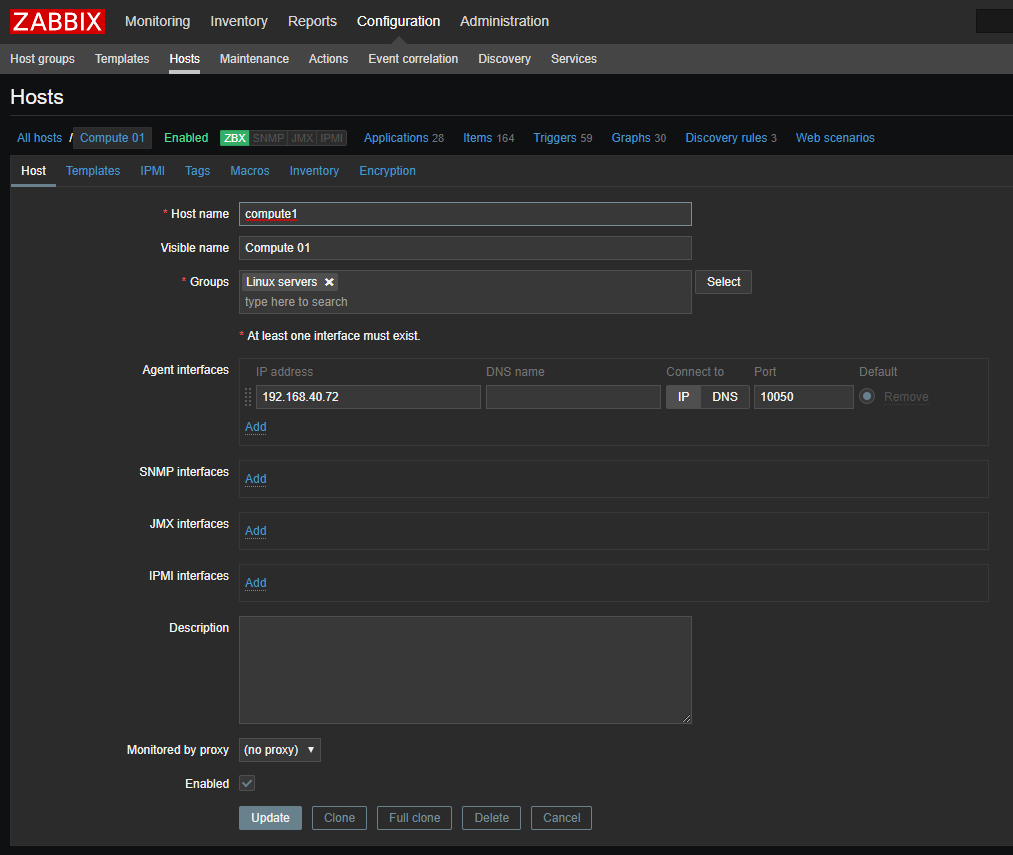 ZABBIX Monitoring Inventory Reports Configuration Administration
Host groups Templates Hosts Maintenance Actions Event correlation Discovery Services
Hosts
All hosts / Compute 01 Enabled ZBX SNMP JMX IPMI Applications 28 Items 164 Triggers 59 Graphs 30 Discovery rules 3 Web scenarios
Host Templates IPMI Tags Macros Inventory Encryption
* Host name compute1
Visible name Compute 01
* Groups Linux servers ✖ Select
type here to search
* At least one interface must exist.
Agent interfaces IP address DNS name Connect to Port Default
192.168.40.72 IP DNS 10050 Remove
Add
SNMP interfaces Add
JMX interfaces Add
IPMI interfaces Add
Description
Monitored by proxy (no proxy) ▼
Enabled
Update Clone Full clone Delete Cancel